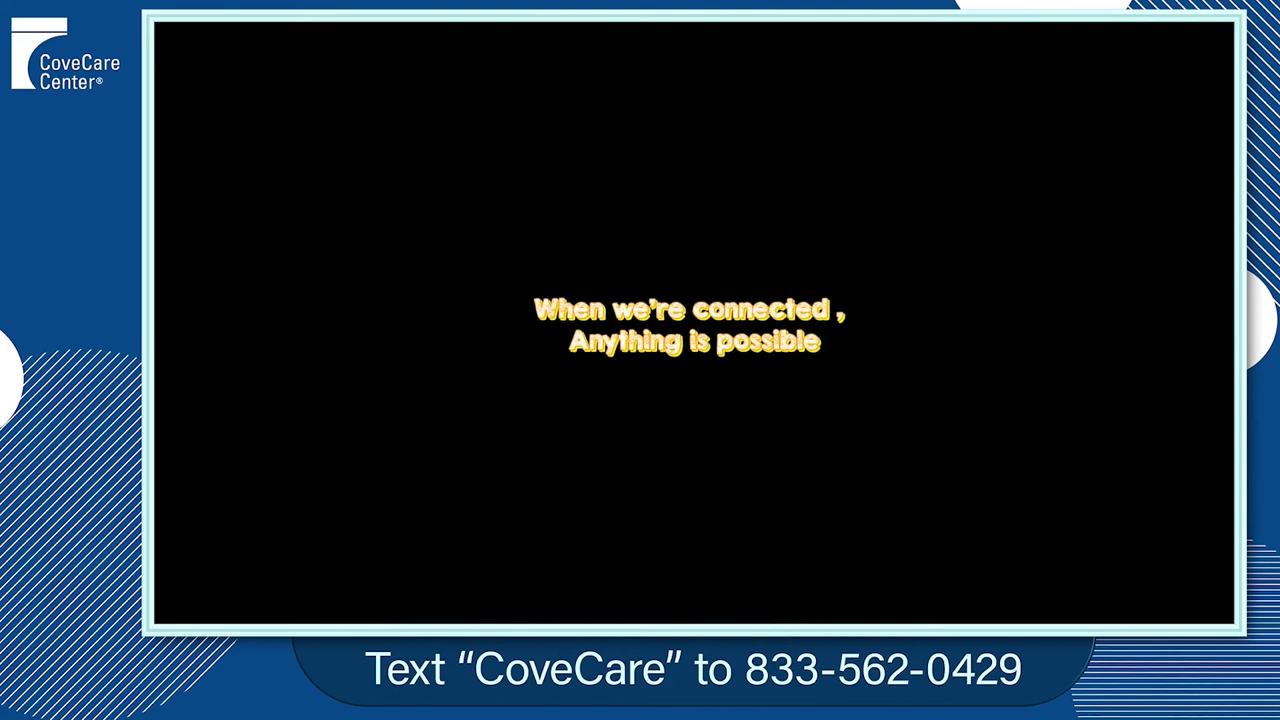 CoveCare
Center®
When we're connected ,
Anything is possible
Text “CoveCare” to 833-562-0429